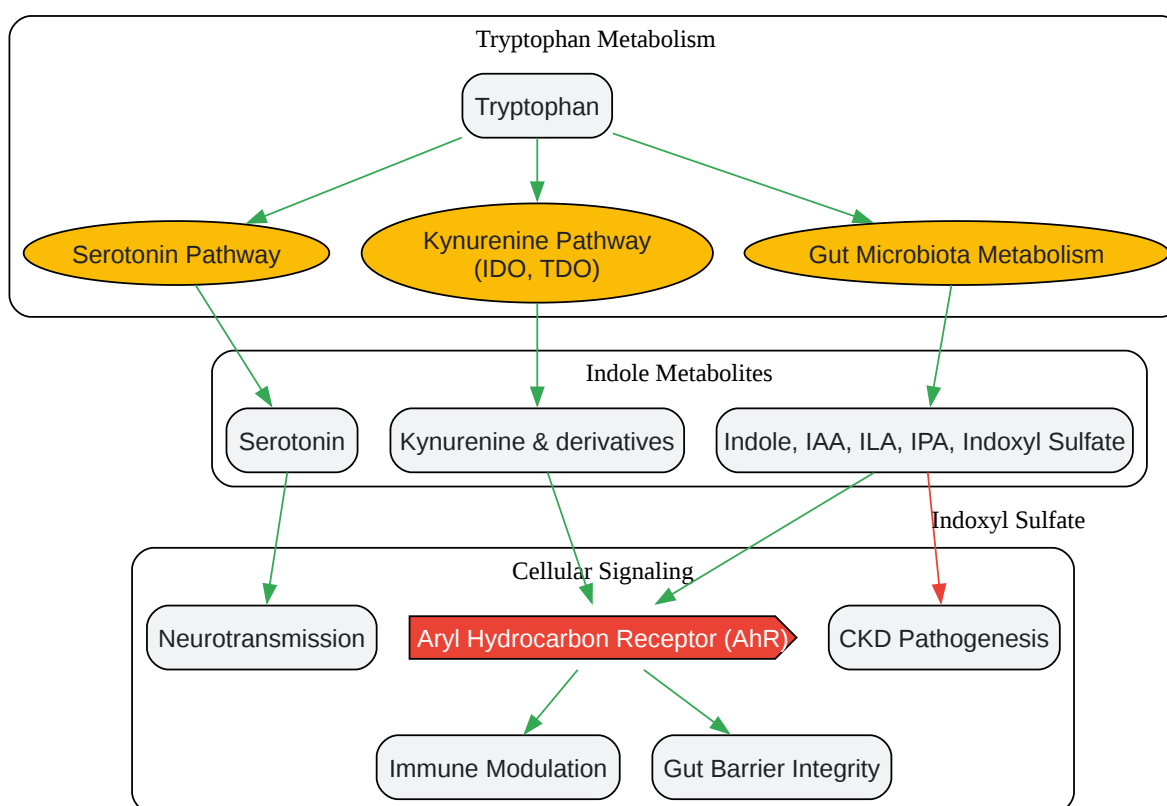 Tryptophan Metabolism
Tryptophan
Serotonin Pathway
Kynurenine Pathway
(IDO, TDO)
Gut Microbiota Metabolism
Indole Metabolites
Serotonin
Kynurenine & derivatives
Indole, IAA, ILA, IPA, Indoxyl Sulfate
Indoxyl Sulfate
Cellular Signaling
Neurotransmission
Aryl Hydrocarbon Receptor (AhR)
CKD Pathogenesis
Immune Modulation
Gut Barrier Integrity